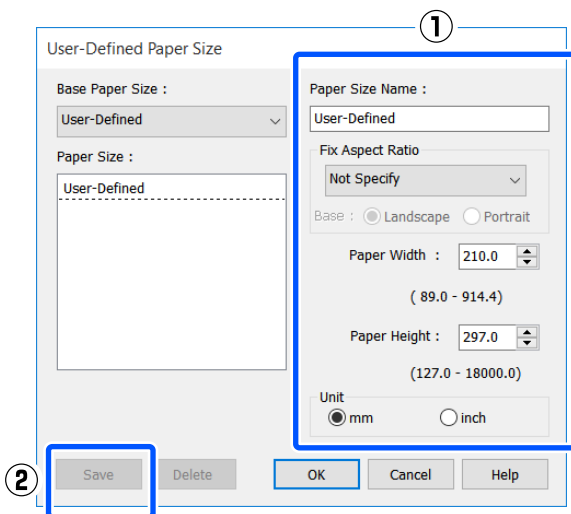 ①
User-Defined Paper Size
Base Paper Size :
User-Defined
Paper Size :
User-Defined
Paper Size Name :
User-Defined
Fix Aspect Ratio
Not Specify
Base : Landscape Portrait
Paper Width : 210.0
( 89.0 - 914.4)
Paper Height : 297.0
(127.0 - 18000.0)
Unit
mm inch
②
Save Delete OK Cancel Help